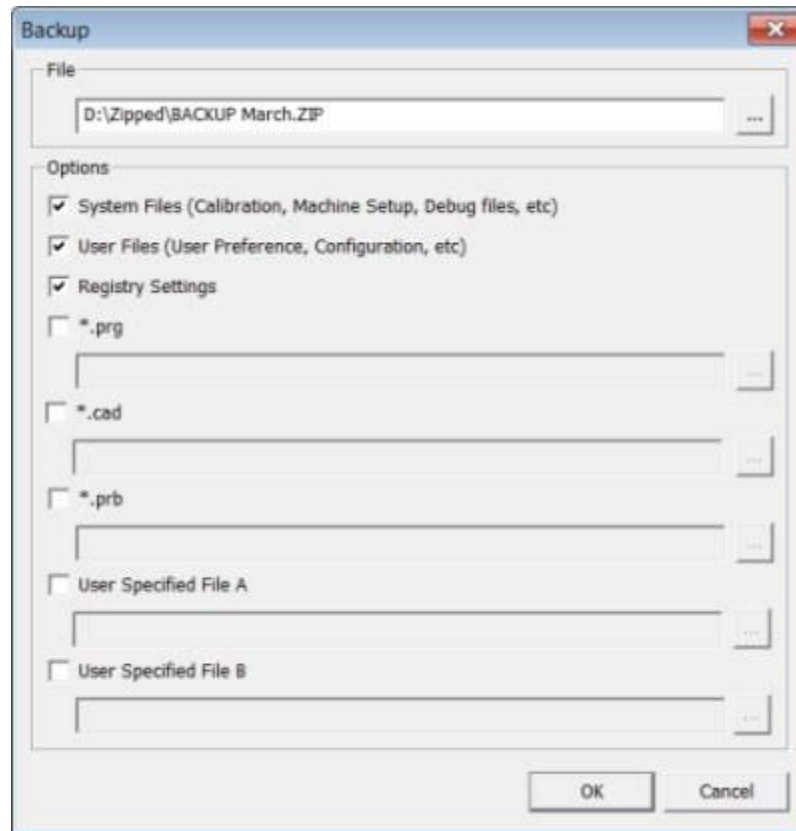 Backup
File
D:\Zipped\BACKUP March.ZIP
...
Options
System Files (Calibration, Machine Setup, Debug files, etc)
User Files (User Preference, Configuration, etc)
Registry Settings
*.prg
...
*.cad
...
*.prb
...
User Specified File A
...
User Specified File B
...
OK Cancel